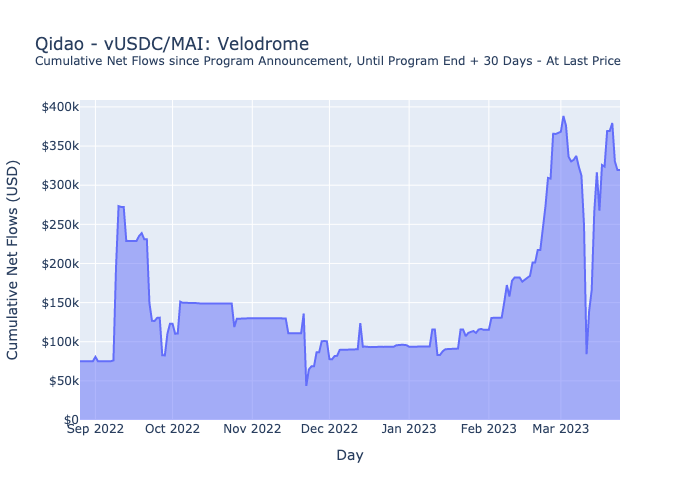 Qidao - vUSDC/MAI: Velodrome
Cumulative Net Flows since Program Announcement, Until Program End + 30 Days - At Last Price
Cumulative Net Flows (USD)
$400k
$350k
$300k
$250k
$200k
$150k
$100k
$50k
$0
Sep 2022 Oct 2022 Nov 2022 Dec 2022 Jan 2023 Feb 2023 Mar 2023
Day